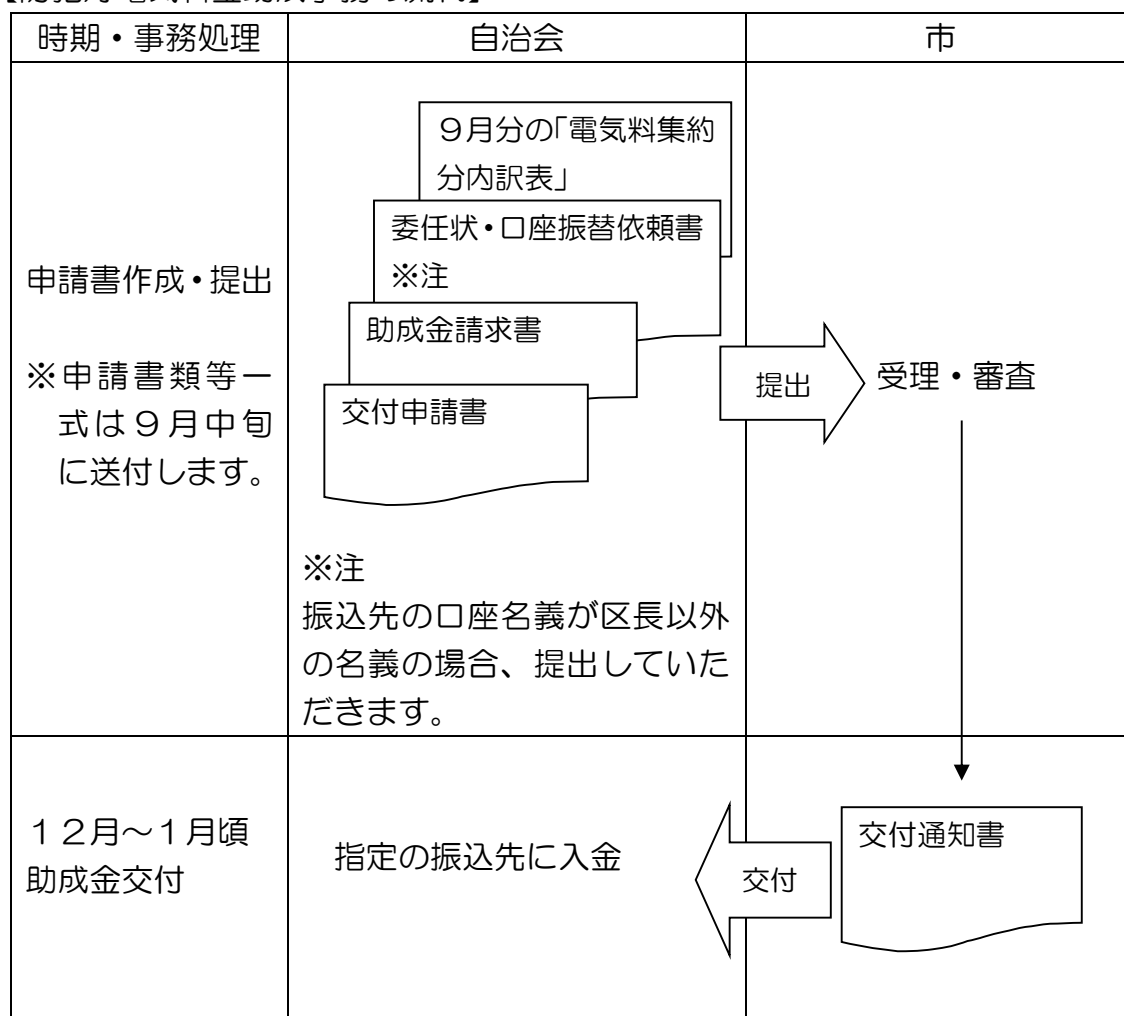 時期・事務処理
自治会
市
申請書作成・提出
※申請書類等一
式は９月中旬
に送付します。
９月分の「電気料集約
分内訳表」
委任状・口座振替依頼書
※注
助成金請求書
交付申請書
※注
振込先の口座名義が区長以外
の名義の場合、提出していた
だきます。
提出
受理・審査
１２月～１月頃
助成金交付
指定の振込先に入金
交付
交付通知書